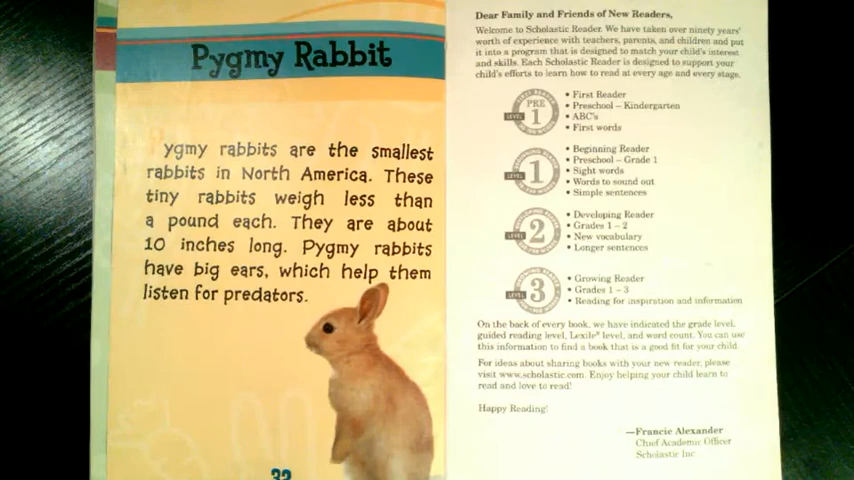 Pygmy Rabbit
Pygmy rabbits are the smallest
rabbits in North America. These
tiny rabbits weigh less than
a pound each. They are about
10 inches long. Pygmy rabbits
have big ears, which help them
listen for predators.
32
Dear Family and Friends of New Readers,
Welcome to Scholastic Reader. We have taken over ninety years'
worth of experience with teachers, parents, and children and put
it into a program that is designed to match your child's interest
and skills. Each Scholastic Reader is designed to support your
child's efforts to learn how to read at every age and every stage.
FIRST READER
PRE
LEVEL 1
• First Reader
• Preschool – Kindergarten
• ABC's
• First words
BEGINNING READER
LEVEL 1
• Beginning Reader
• Preschool – Grade 1
• Sight words
• Words to sound out
• Simple sentences
DEVELOPING READER
LEVEL 2
• Developing Reader
• Grades 1 – 2
• New vocabulary
• Longer sentences
GROWING READER
LEVEL 3
• Growing Reader
• Grades 1 – 3
• Reading for inspiration and information
On the back of every book, we have indicated the grade level,
guided reading level, Lexile® level, and word count. You can use
this information to find a book that is a good fit for your child.
For ideas about sharing books with your new reader, please
visit www.scholastic.com. Enjoy helping your child learn to
read and love to read!
Happy Reading!
—Francie Alexander
Chief Academic Officer
Scholastic Inc.